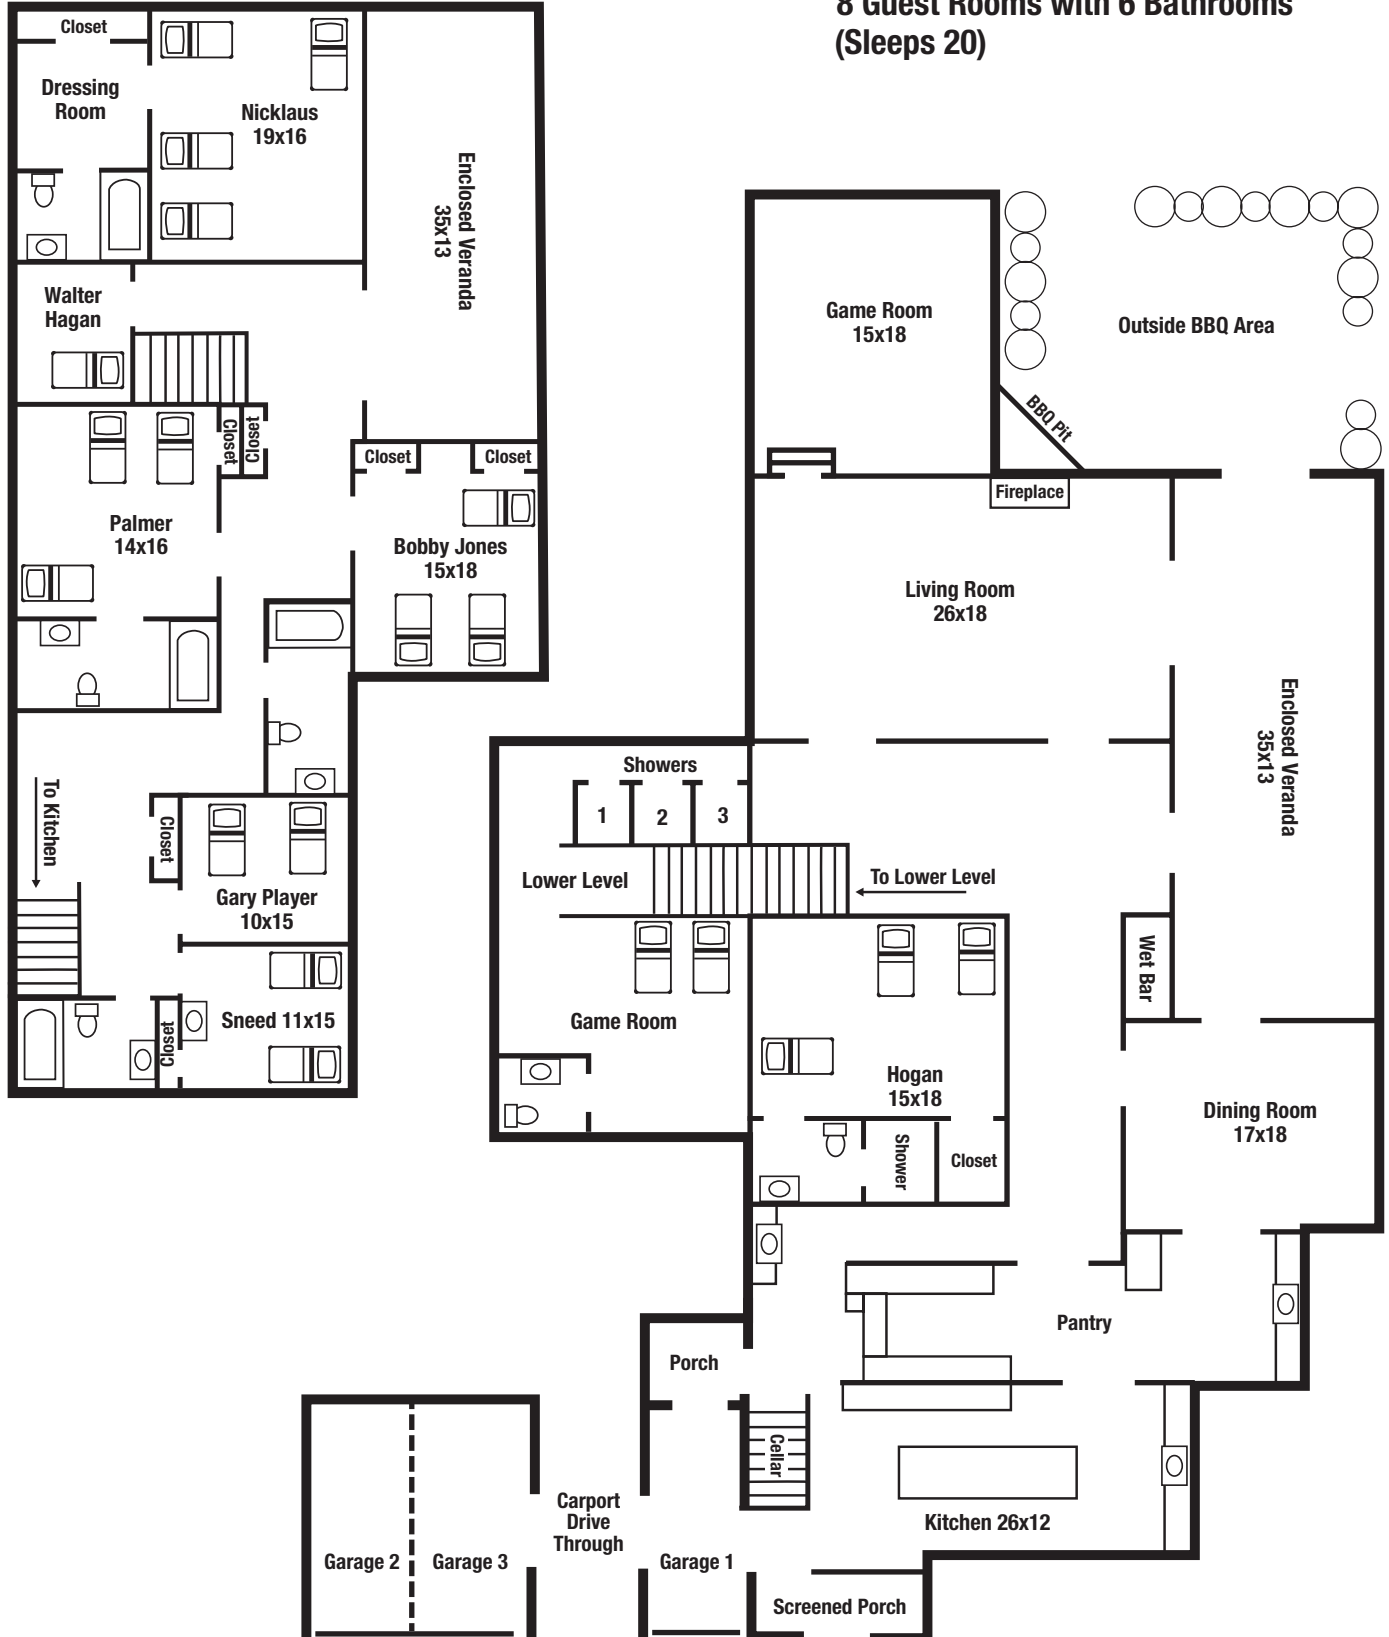 8 Guest Rooms with 6 Bathrooms
(Sleeps 20)
Closet
Dressing
Room
Nicklaus
19x16
Enclosed Veranda
35x13
Walter
Hagan
Closet
Closet
Closet
Closet
Palmer
14x16
Bobby Jones
15x18
To Kitchen
Closet
Gary Player
10x15
Closet
Sneed 11x15
Game Room
15x18
Outside BBQ Area
BBQ Pit
Fireplace
Living Room
26x18
Enclosed Veranda
35x13
Showers
1
2
3
Lower Level
To Lower Level
Wet Bar
Game Room
Hogan
15x18
Shower
Closet
Dining Room
17x18
Pantry
Porch
Cellar
Kitchen 26x12
Carport
Drive
Through
Garage 2
Garage 3
Garage 1
Screened Porch